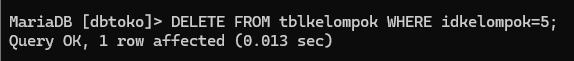 MariaDB [dbtoko]> DELETE FROM tblkelompok WHERE idkelompok=5;
Query OK, 1 row affected (0.013 sec)